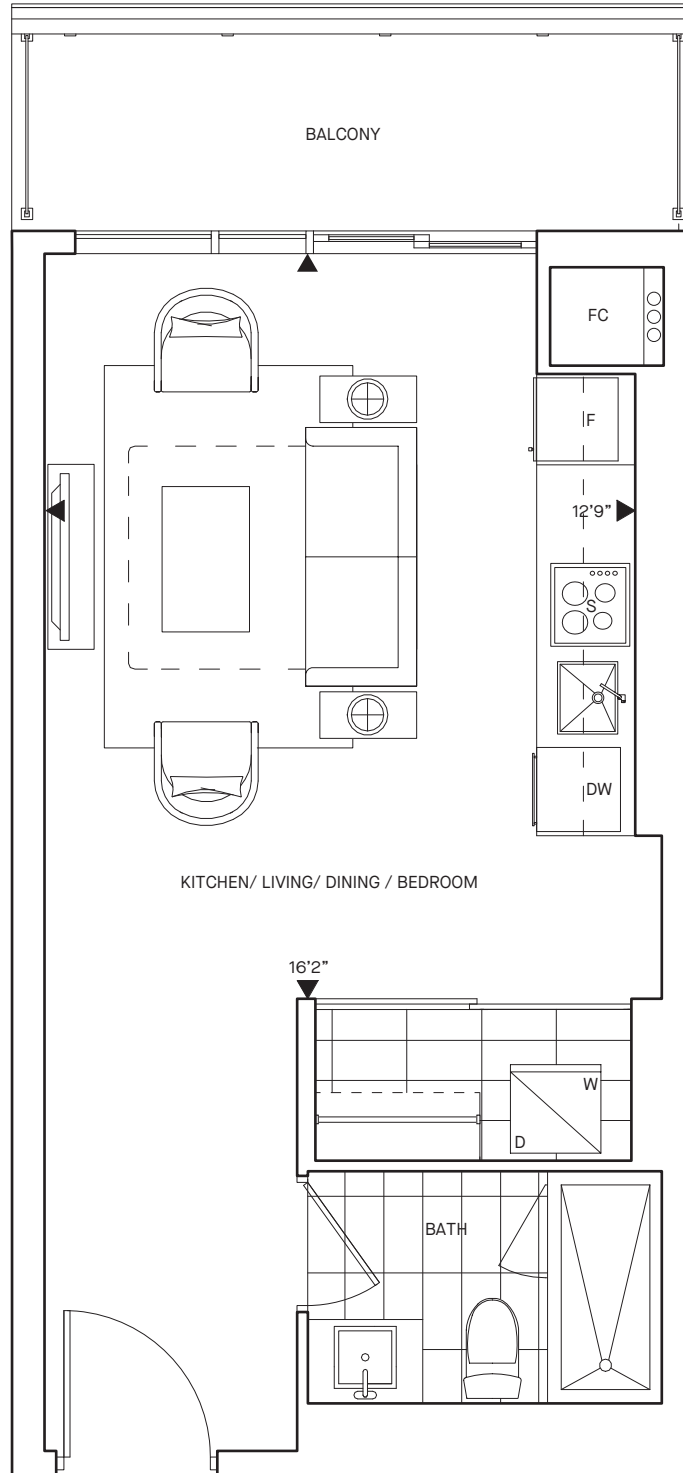 BALCONY
FC
F
12’9”
S
DW
KITCHEN/ LIVING/ DINING / BEDROOM
16’2”
W
D
BATH